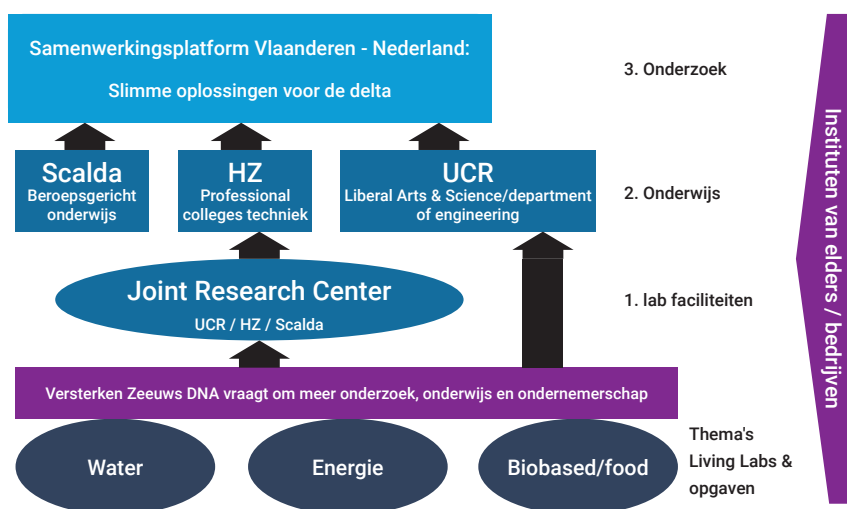 Samenwerkingsplatform Vlaanderen - Nederland:
Slimme oplossingen voor de delta
3. Onderzoek
Scalda
Beroepsgericht
onderwijs
HZ
Professional
colleges techniek
UCR
Liberal Arts & Science/department
of engineering
2. Onderwijs
Joint Research Center
UCR / HZ / Scalda
1. lab faciliteiten
Versterken Zeeuws DNA vraagt om meer onderzoek, onderwijs en ondernemerschap
Water
Energie
Biobased/food
Thema's
Living Labs &
opgaven
Instituten van elders / bedrijven